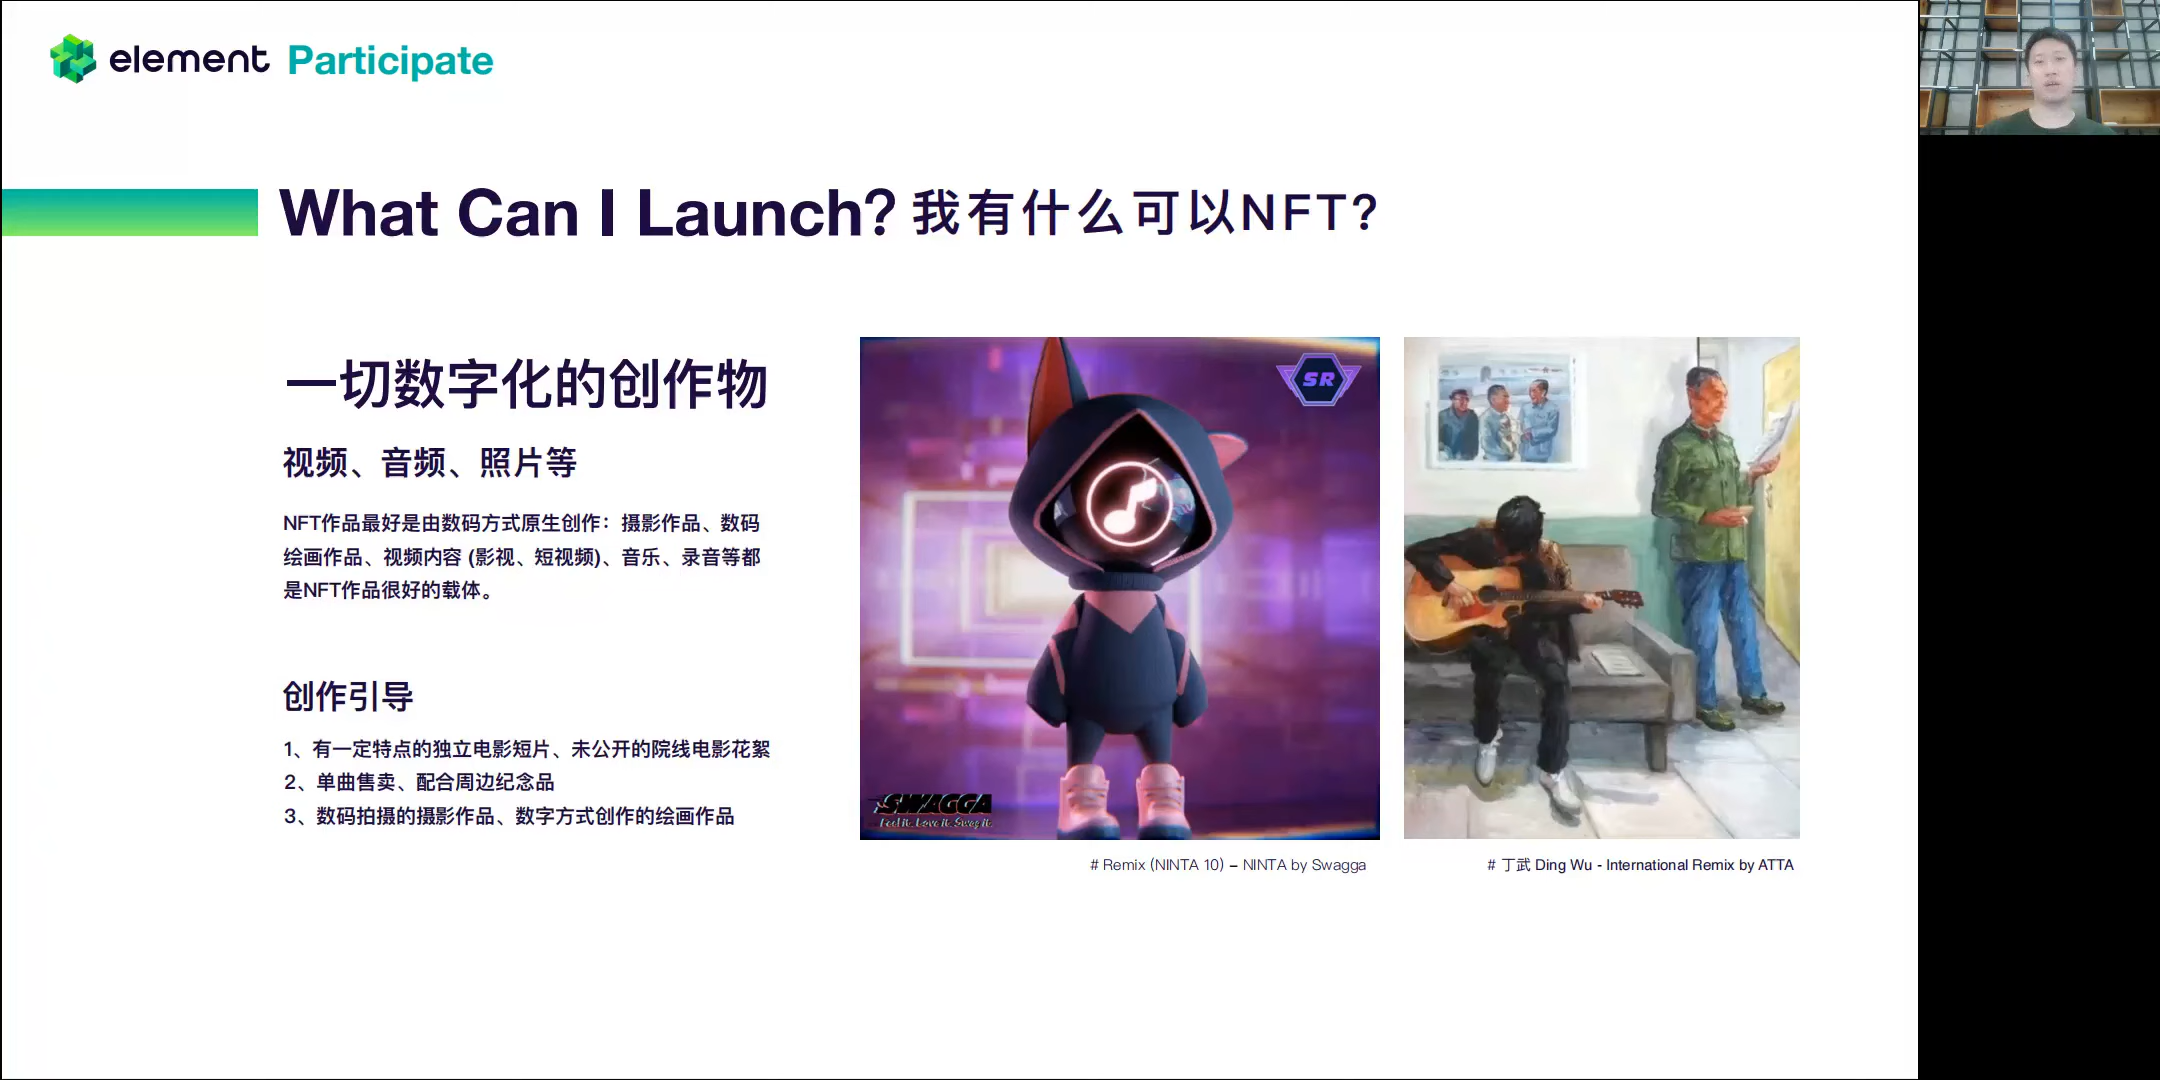 element Participate
What Can I Launch? 我有什么可以NFT?
一切数字化的创作物
视频、音频、照片等
NFT作品最好是由数码方式原生创作：摄影作品、数码
绘画作品、视频内容 (影视、短视频)、音乐、录音等都
是NFT作品很好的载体。
创作引导
1、有一定特点的独立电影短片、未公开的院线电影花絮
2、单曲售卖、配合周边纪念品
3、数码拍摄的摄影作品、数字方式创作的绘画作品
SR
SWAGGA
Feel it. Love it. Swag it.
# Remix (NINTA 10) – NINTA by Swagga
# 丁武 Ding Wu - International Remix by ATTA